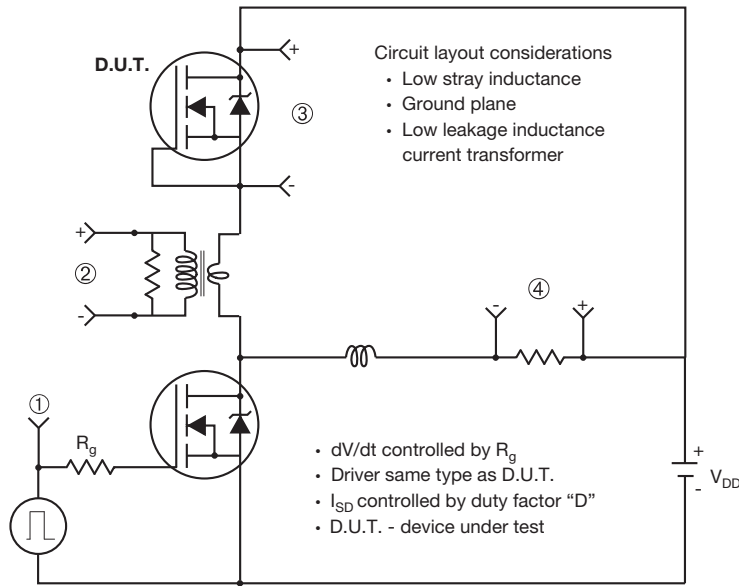 D.U.T.
+
Circuit layout considerations
• Low stray inductance
• Ground plane
• Low leakage inductance
current transformer
③
-
+
②
-
④
- +
①
Rg
• dV/dt controlled by Rg
• Driver same type as D.U.T.
• ISD controlled by duty factor “D”
• D.U.T. - device under test
+
VDD
-